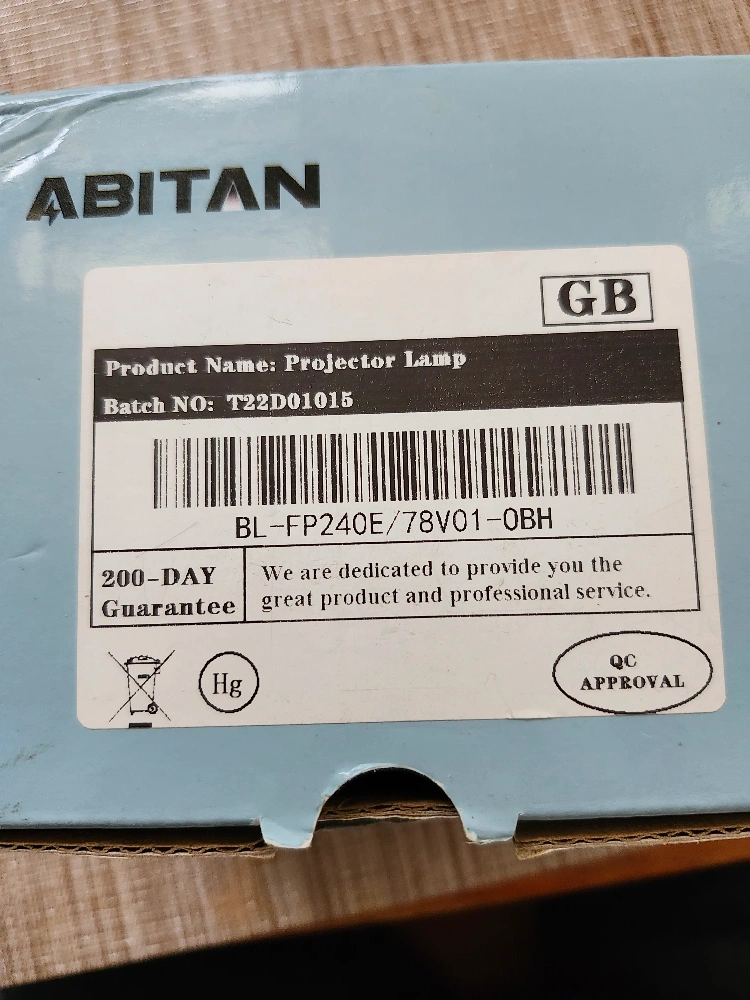 ABITAN
GB
Product Name: Projector Lamp
Batch NO: T22D01015
BL-FP240E/78V01-0BH
200-DAY
Guarantee
We are dedicated to provide you the
great product and professional service.
Hg
QC
APPROVAL